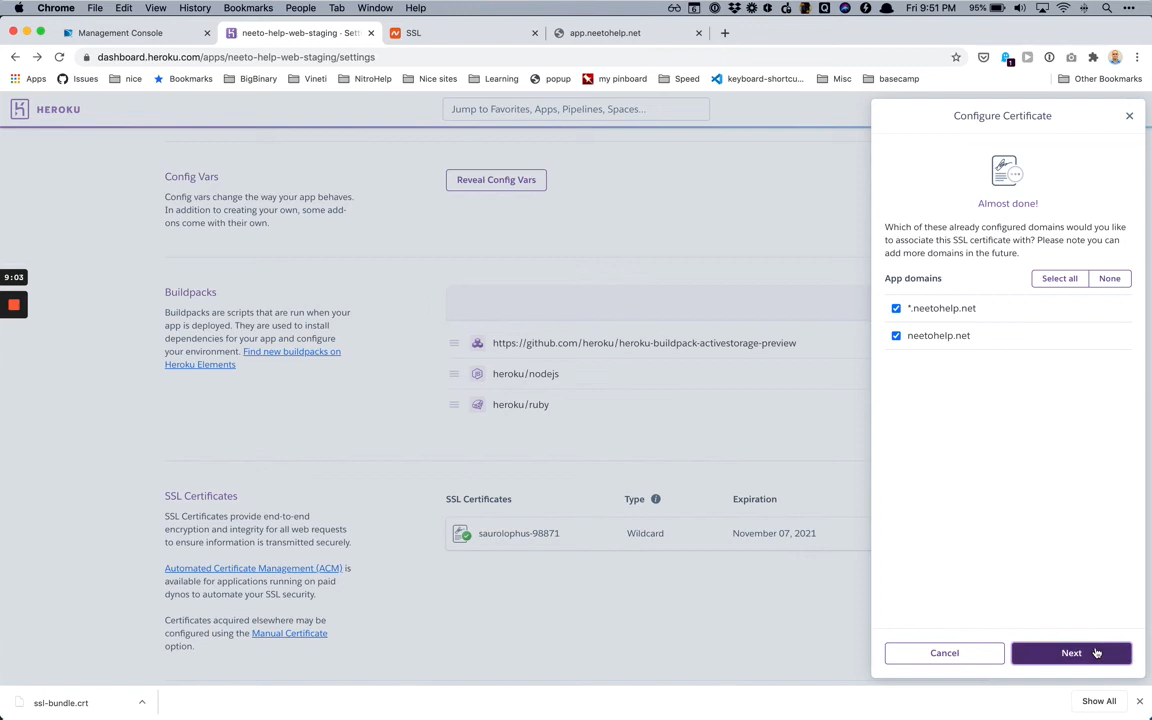 Chrome File Edit View History Bookmarks People Tab Window Help
6 95% Fri 9:51 PM
Management Console
neeto-help-web-staging · Sett
SSL
app.neetohelp.net
dashboard.heroku.com/apps/neeto-help-web-staging/settings
1
Apps Issues nice Bookmarks BigBinary Vineti NitroHelp Nice sites Learning popup my pinboard Speed keyboard-shortcu... Misc basecamp Other Bookmarks
HEROKU
Jump to Favorites, Apps, Pipelines, Spaces...
Config Vars
Config vars change the way your app behaves.
In addition to creating your own, some add-
ons come with their own.
Reveal Config Vars
9:03
Buildpacks
Buildpacks are scripts that are run when your
app is deployed. They are used to install
dependencies for your app and configure
your environment. Find new buildpacks on
Heroku Elements
https://github.com/heroku/heroku-buildpack-activestorage-preview
heroku/nodejs
heroku/ruby
SSL Certificates
SSL Certificates provide end-to-end
encryption and integrity for all web requests
to ensure information is transmitted securely.
Automated Certificate Management (ACM) is
available for applications running on paid
dynos to automate your SSL security.
Certificates acquired elsewhere may be
configured using the Manual Certificate
option.
SSL Certificates Type Expiration
saurolophus-98871 Wildcard November 07, 2021
Configure Certificate
Almost done!
Which of these already configured domains would you like
to associate this SSL certificate with? Please note you can
add more domains in the future.
App domains
Select all None
*.neetohelp.net
neetohelp.net
Cancel Next
ssl-bundle.crt
Show All